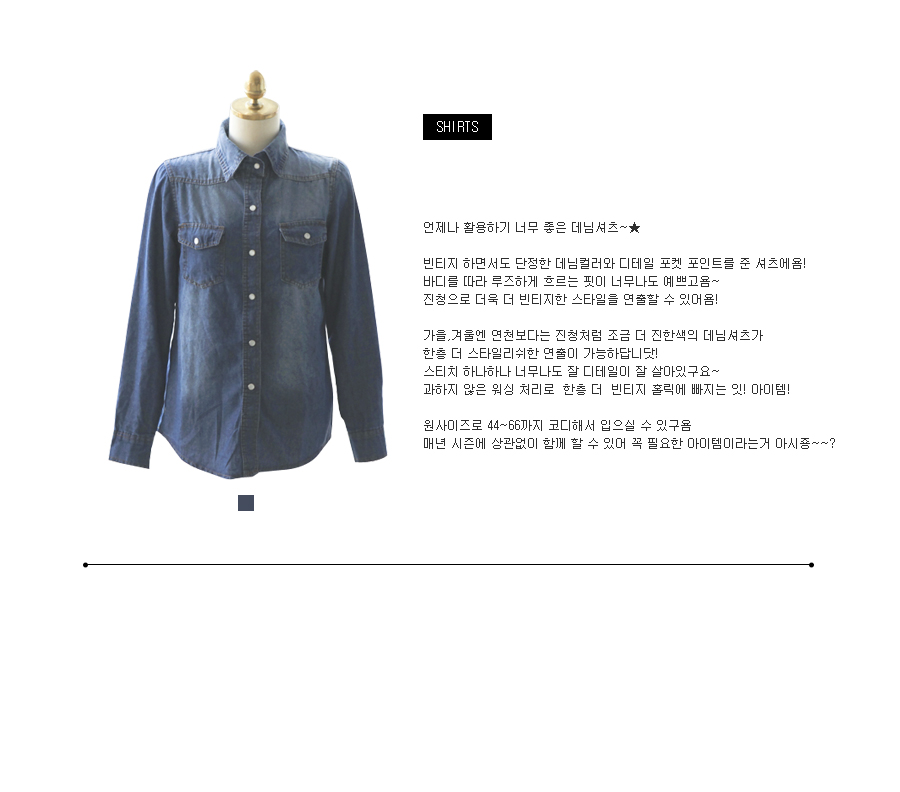 SHIRTS
언제나 활용하기 너무 좋은 데님셔츠~★
빈티지 하면서도 단정한 데님컬러와 디테일 포켓 포인트를 준 셔츠에욤!
바디를 따라 루즈하게 흐르는 핏이 너무나도 예쁘고욤~
진청으로 더욱 더 빈티지한 스타일을 연출할 수 있어욤!
가을,겨울엔 연청보다는 진청처럼 조금 더 진한색의 데님셔츠가
한층 더 스타일리쉬한 연출이 가능하답니닷!
스티치 하나하나 너무나도 잘 디테일이 잘 살아있구요~
과하지 않은 워싱 처리로 한층 더 빈티지 홀릭에 빠지는 잇! 아이템!
원사이즈로 44~66까지 코디해서 입으실 수 있구욤
매년 시즌에 상관없이 함께 할 수 있어 꼭 필요한 아이템이라는거 아시죵~~?